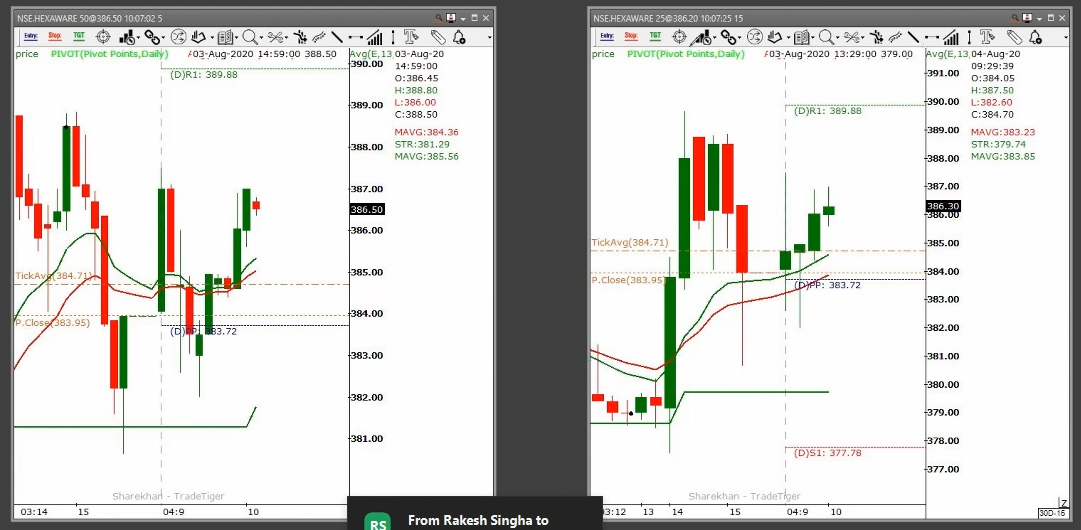 NSE.HEXAWARE 50@386.50 10:07:02 5
Entry: Stop: TGT
price PIVOT(Pivot Points,Daily) 03-Aug-2020 14:59:00 388.50 Avg(E,13 03-Aug-20
14:59:00
O:386.45
H:388.80
L:386.00
C:388.50
MAVG:384.36
STR:381.29
MAVG:385.56
390.00
389.00
388.00
387.00
386.50
385.00
384.00
383.00
382.00
381.00
(D)R1: 389.88
TickAvg(384.71)
P.Close(383.95)
(D)PP: 383.72
Sharekhan - TradeTiger
03:14 15 04:9 10
NSE.HEXAWARE 25@386.20 10:07:25 15
Entry: Stop: TGT
price PIVOT(Pivot Points,Daily) 03-Aug-2020 13:29:00 379.00 Avg(E,13 04-Aug-20
09:29:39
O:384.05
H:387.50
L:382.60
C:384.70
MAVG:383.23
STR:379.74
MAVG:383.85
391.00
390.00
389.00
388.00
387.00
386.30
386.00
385.00
384.00
383.00
382.00
381.00
380.00
379.00
378.00
377.00
(D)R1: 389.88
TickAvg(384.71)
P.Close(383.95)
(D)PP: 383.72
(D)S1: 377.78
Sharekhan - TradeTiger
03:12 13 14 15 04:9 10
Z
30D-15
RS
From Rakesh Singha to